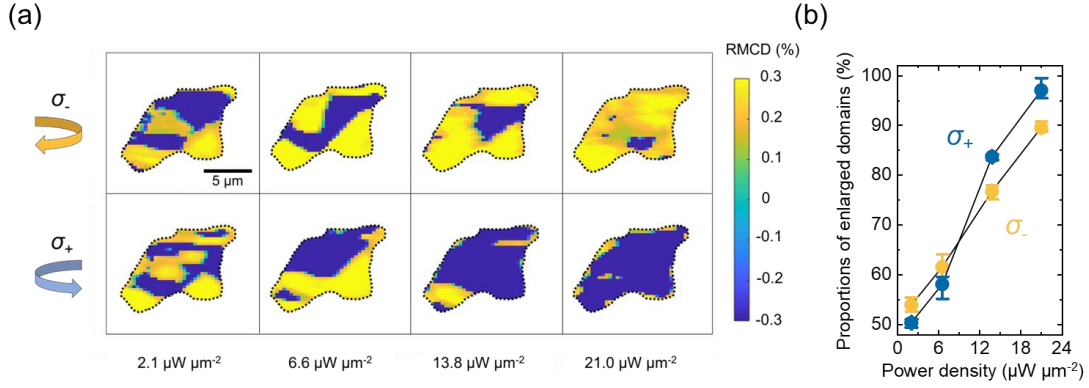 (a)
(b)
RMCD (%)
σ-
5 μm
σ+
0.3
0.2
0.1
0
-0.1
-0.2
-0.3
2.1 μW μm-2
6.6 μW μm-2
13.8 μW μm-2
21.0 μW μm-2
Proportions of enlarged domains (%)
100
90
80
70
60
50
σ+
σ-
0 6 12 18 24
Power density (μW μm-2)